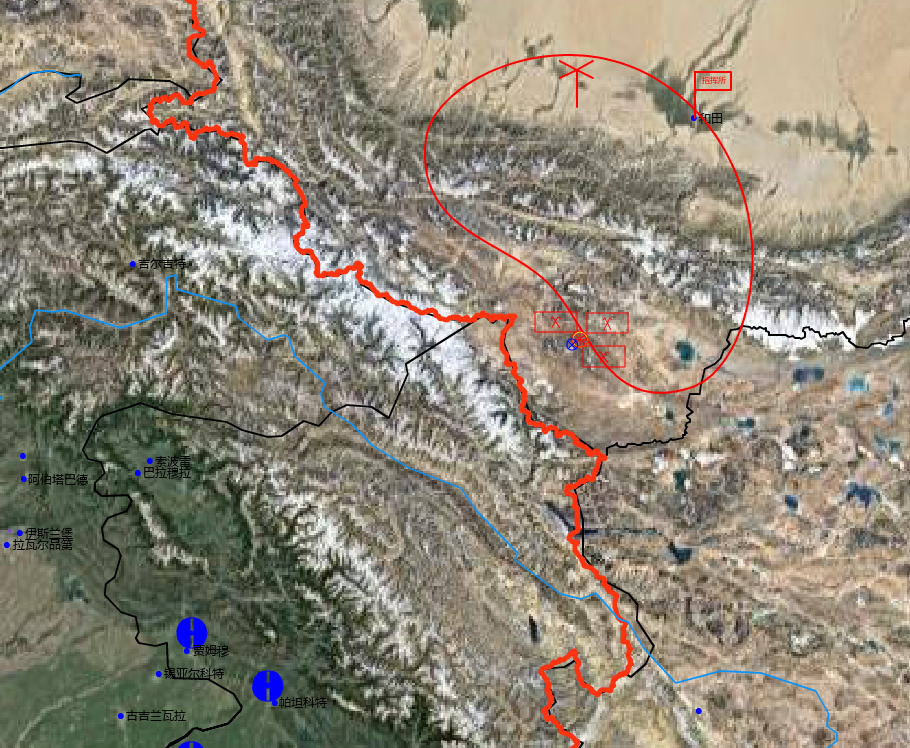 指挥所
和田
吉尔吉特
索波雷
巴拉穆拉
阿伯塔巴德
伊斯兰堡
拉瓦尔品第
查谟
锡亚尔科特
帕坦科特
古吉兰瓦拉